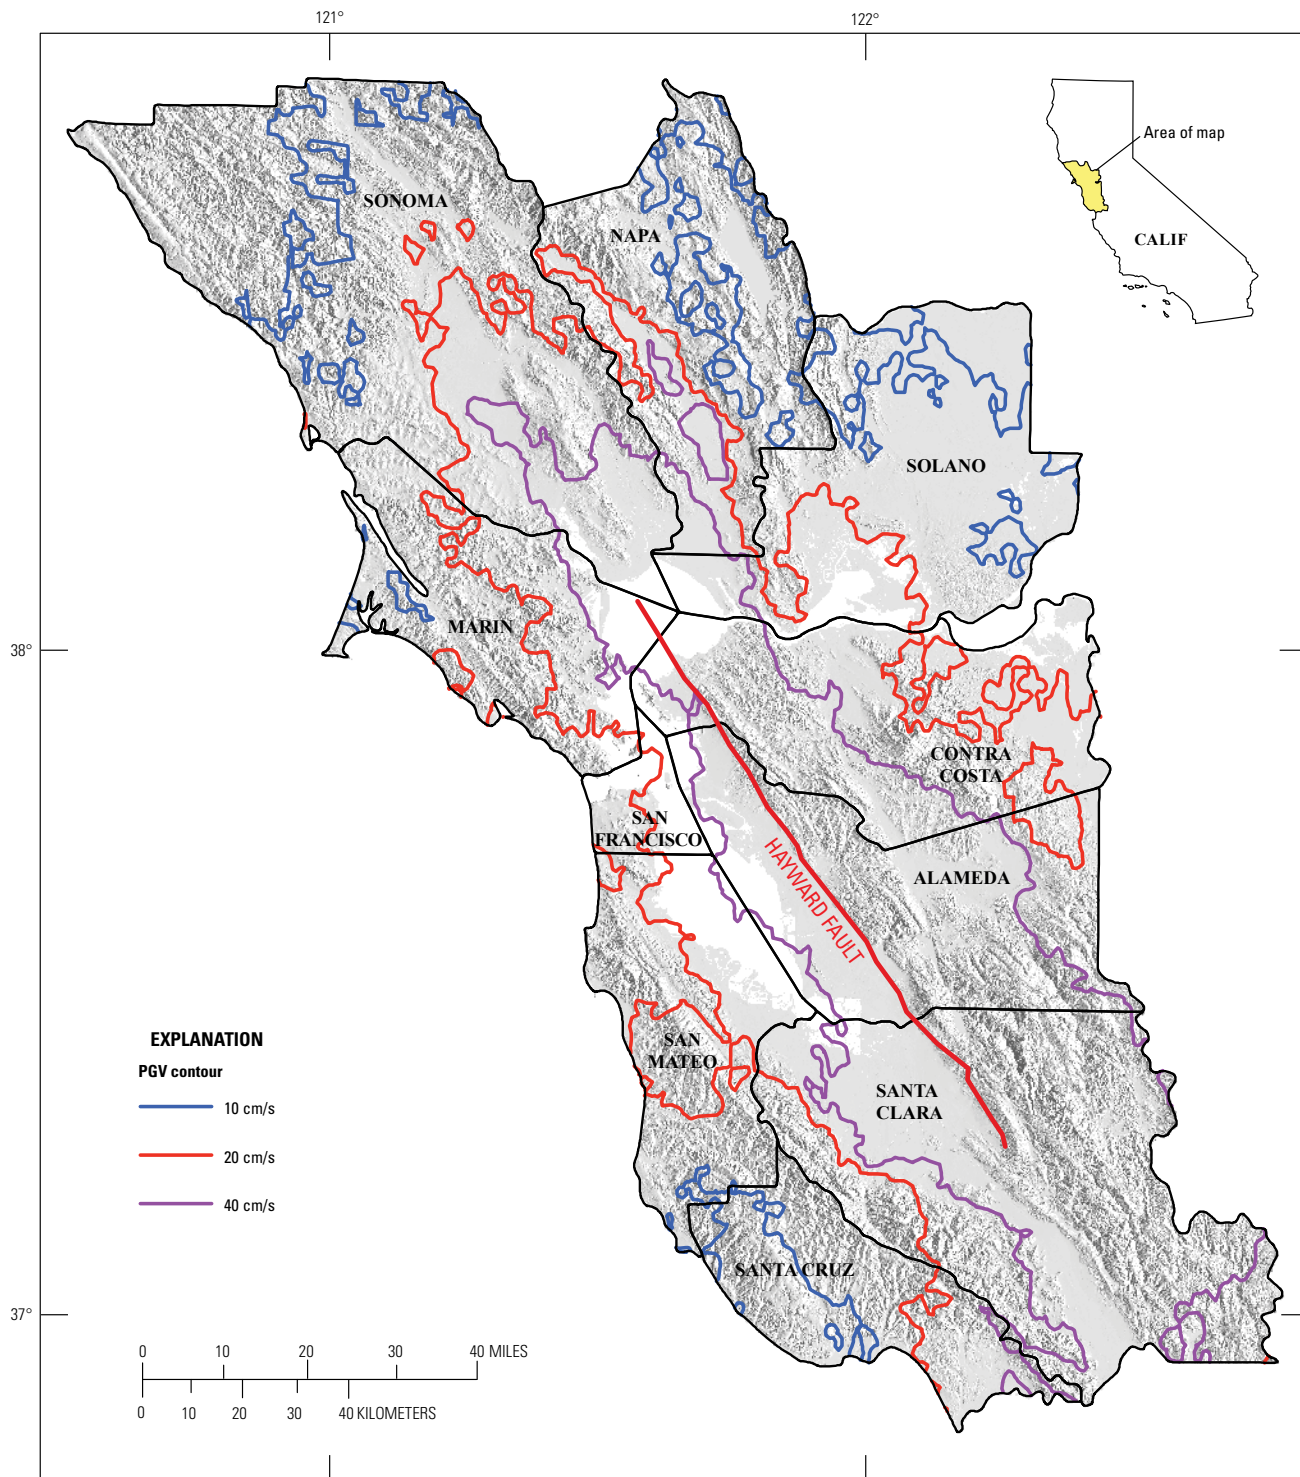 121°
122°
Area of map
CALIF
SONOMA
NAPA
SOLANO
MARIN
38°
38°
CONTRA
COSTA
SAN
FRANCISCO
HAYWARD FAULT
ALAMEDA
SAN
MATEO
SANTA
CLARA
SANTA CRUZ
EXPLANATION
PGV contour
10 cm/s
20 cm/s
40 cm/s
37°
0 10 20 30 40 MILES
0 10 20 30 40 KILOMETERS